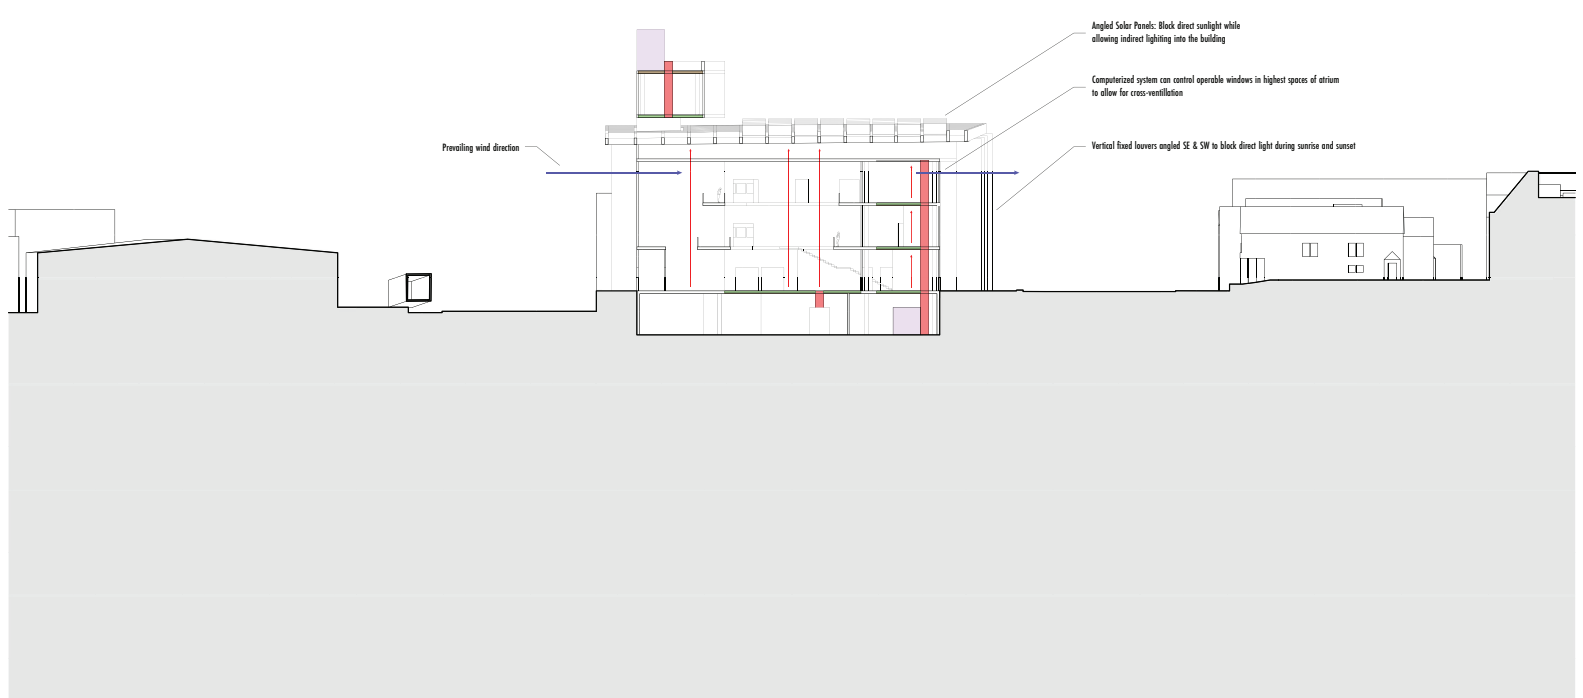 Angled Solar Panels: Block direct sunlight while
allowing indirect lighiting into the building
Computerized system can control operable windows in highest spaces of atrium
to allow for cross-ventillation
Prevailing wind direction
Vertical fixed louvers angled SE & SW to block direct light during sunrise and sunset